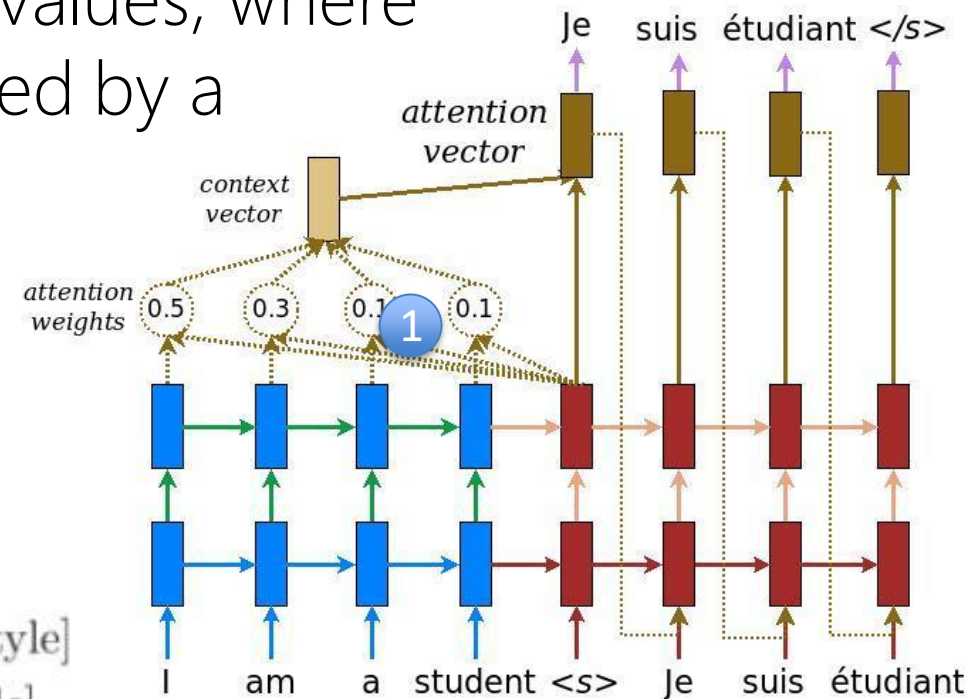 values, where
ed by a
Je suis étudiant </s>
attention
vector
context
vector
attention
weights
0.5 0.3 0.1 0.1
1
I am a student <s> Je suis étudiant
tyle]